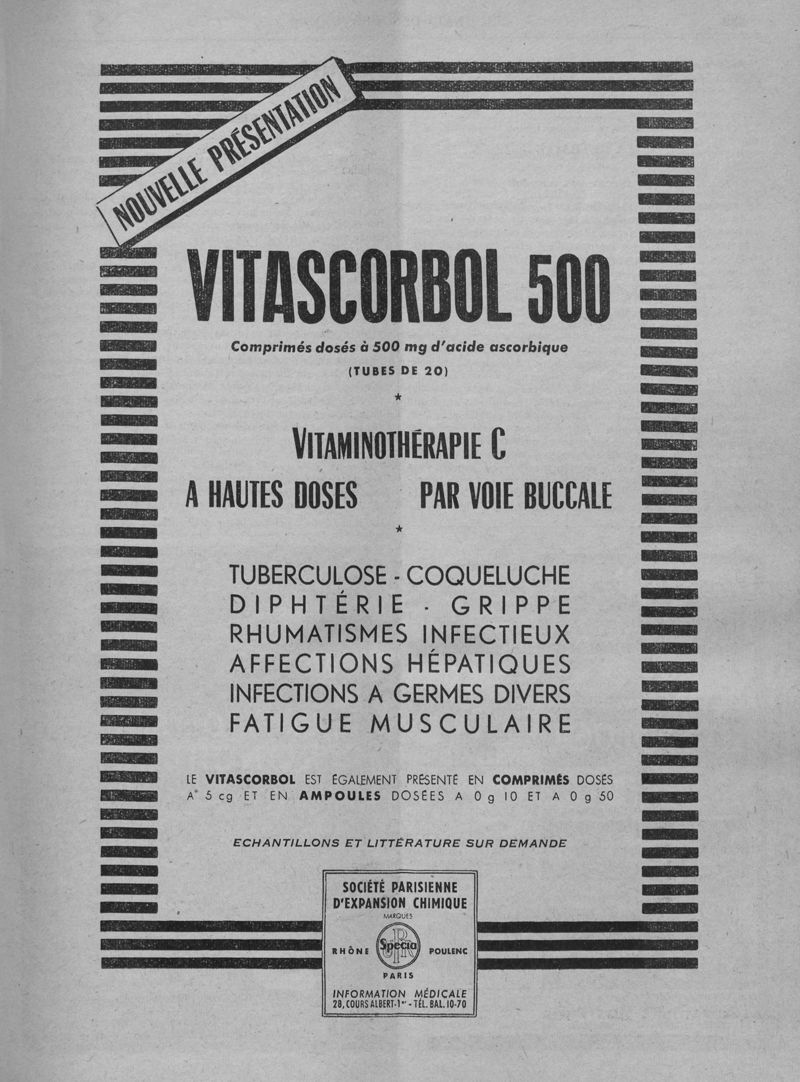 NOUVELLE PRÉSENTATION
VITASCORBOL 500
Comprimés dosés à 500 mg d'acide ascorbique
(TUBES DE 20)
*
VITAMINOTHÉRAPIE C
A HAUTES DOSES PAR VOIE BUCCALE
*
TUBERCULOSE - COQUELUCHE
DIPHTÉRIE - GRIPPE
RHUMATISMES INFECTIEUX
AFFECTIONS HÉPATIQUES
INFECTIONS A GERMES DIVERS
FATIGUE MUSCULAIRE
LE VITASCORBOL EST ÉGALEMENT PRÉSENTÉ EN COMPRIMÉS DOSÉS
A 5 cg ET EN AMPOULES DOSÉES A 0 g 10 ET A 0 g 50
ECHANTILLONS ET LITTÉRATURE SUR DEMANDE
SOCIÉTÉ PARISIENNE
D'EXPANSION CHIMIQUE
MARQUES
RHÔNE Specia POULENC
PARIS
INFORMATION MÉDICALE
28, COURS ALBERT-1er - TÉL. BAL. 10-70